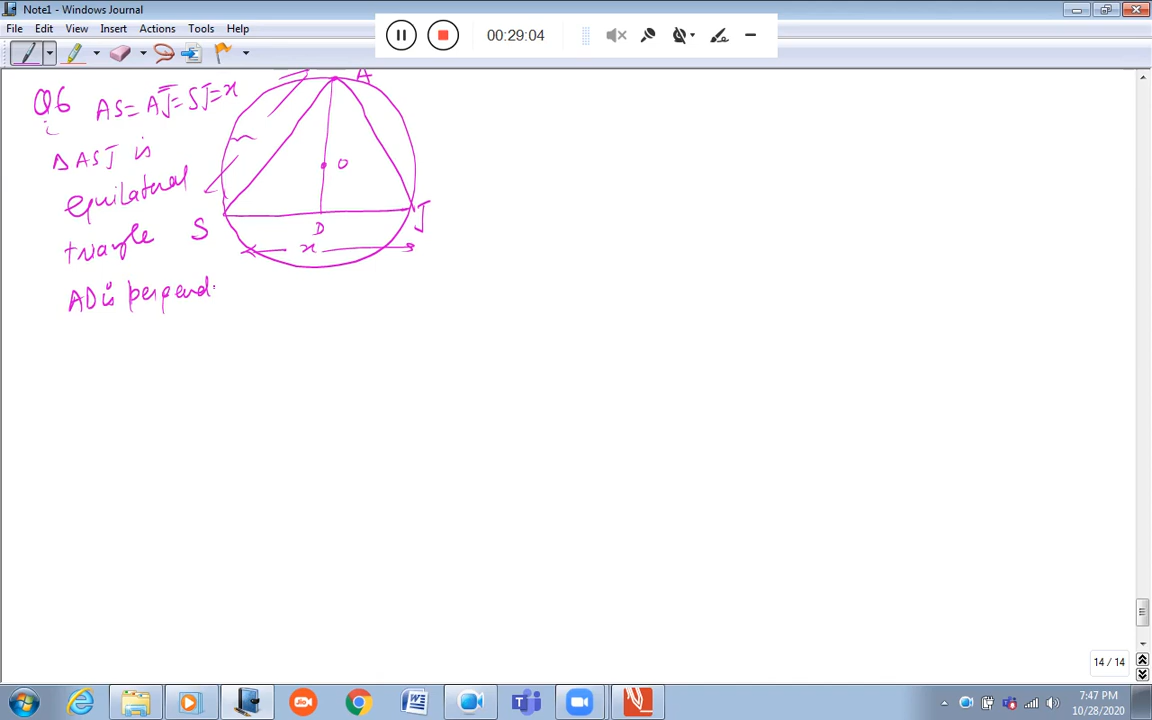 Note1 - Windows Journal
File Edit View Insert Actions Tools Help
00:29:04
Q6 AS = AJ = SJ = x
A
Δ ASJ is
equilateral
triangle
O
S
D
J
x
AD is perpend
14 / 14
W
Jio
7:47 PM
10/28/2020